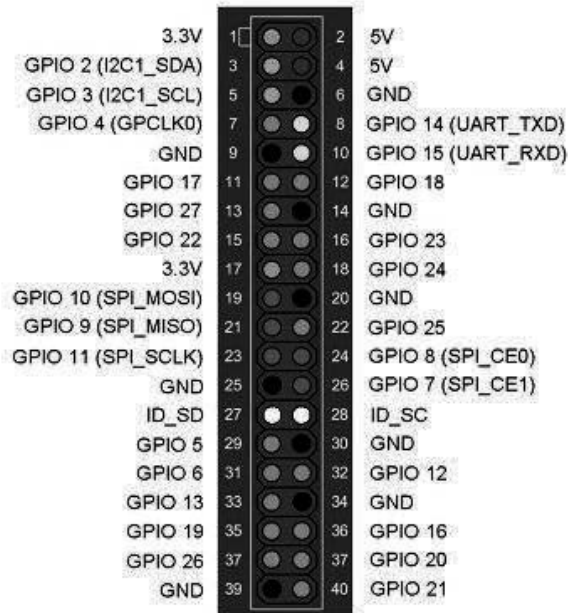 3.3V 1 2 5V
GPIO 2 (I2C1_SDA) 3 4 5V
GPIO 3 (I2C1_SCL) 5 6 GND
GPIO 4 (GPCLK0) 7 8 GPIO 14 (UART_TXD)
GND 9 10 GPIO 15 (UART_RXD)
GPIO 17 11 12 GPIO 18
GPIO 27 13 14 GND
GPIO 22 15 16 GPIO 23
3.3V 17 18 GPIO 24
GPIO 10 (SPI_MOSI) 19 20 GND
GPIO 9 (SPI_MISO) 21 22 GPIO 25
GPIO 11 (SPI_SCLK) 23 24 GPIO 8 (SPI_CE0)
GND 25 26 GPIO 7 (SPI_CE1)
ID_SD 27 28 ID_SC
GPIO 5 29 30 GND
GPIO 6 31 32 GPIO 12
GPIO 13 33 34 GND
GPIO 19 35 36 GPIO 16
GPIO 26 37 37 GPIO 20
GND 39 40 GPIO 21